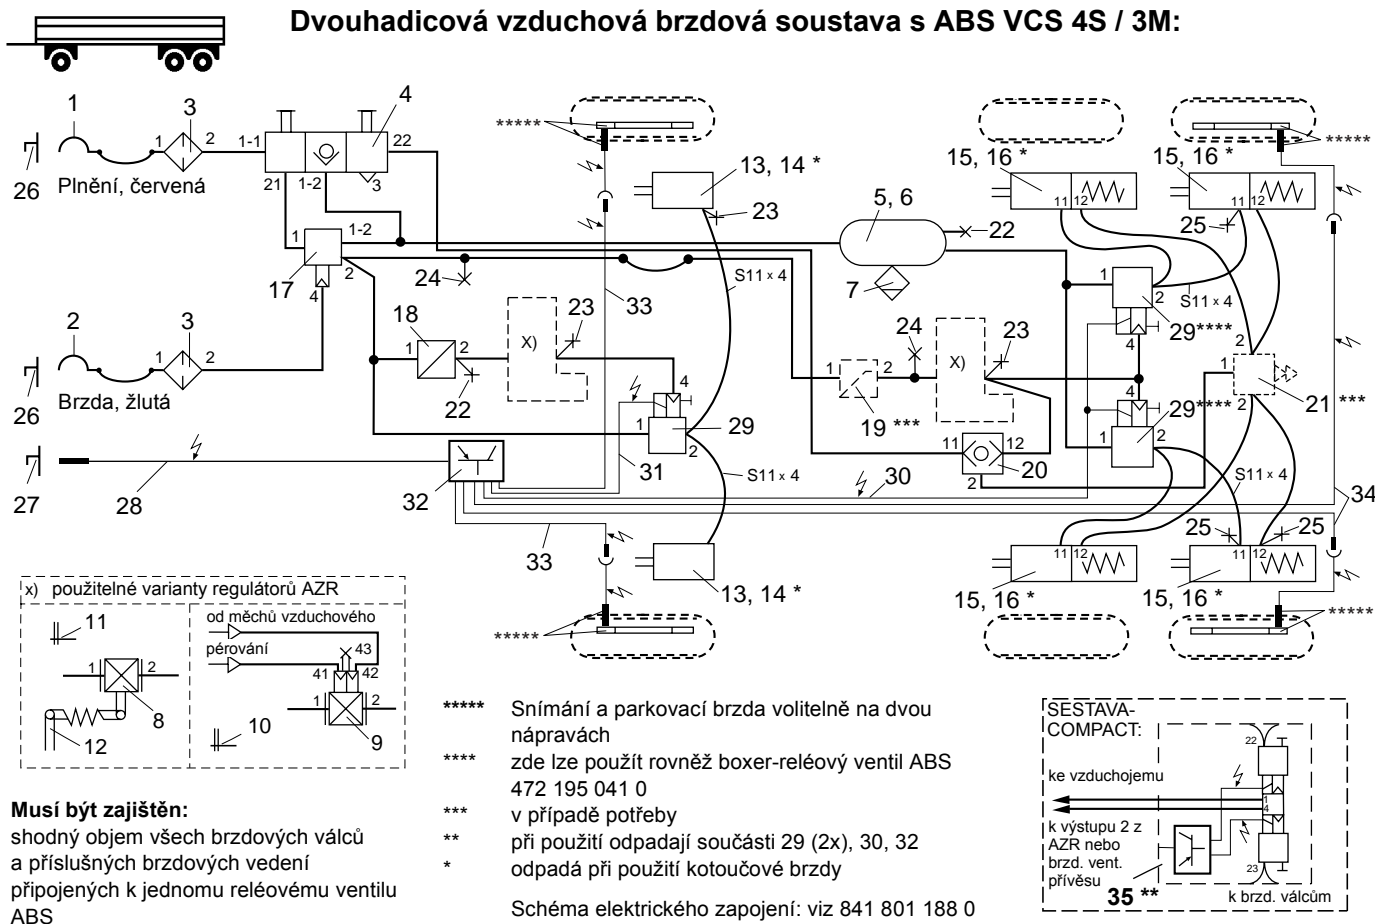 Dvouhadicová vzduchová brzdová soustava s ABS VCS 4S / 3M:
1 3 4
1 2 1-1 22
21 1-2 3
26 Plnění, červená
*****
13, 14 *
23
15, 16 * 15, 16 *
*****
11 12 11 12
5, 6
22
25
1 1-2
17 2
4
24
7
S11 x 4
33
1 2
S11 x 4
29****
4
2 3
1 2
18
1 2
X)
23
22
24
X)
23
1 2
19 ***
2
1
2
21 ***
26 Brzda, žlutá
4
1 2
29
4
29****
1 2
11 12
2
20
S11 x 4
S11 x 4
27 28 32 31 30 34
33
25 25
11 12 11 12
13, 14 *
15, 16 * 15, 16 *
*****
*****
x) použitelné varianty regulátorů AZR
11
1 2
8
12
od měchů vzduchového
pérování
43
41 42
1 2
10 9
***** Snímání a parkovací brzda volitelně na dvou
nápravách
**** zde lze použít rovněž boxer-reléový ventil ABS
472 195 041 0
*** v případě potřeby
** při použití odpadají součásti 29 (2x), 30, 32
* odpadá při použití kotoučové brzdy
Schéma elektrického zapojení: viz 841 801 188 0
Musí být zajištěn:
shodný objem všech brzdových válců
a příslušných brzdových vedení
připojených k jednomu reléovému ventilu
ABS
SESTAVA-
COMPACT:
22
ke vzduchojemu
1
4
k výstupu 2 z
AZR nebo
brzd. vent.
přívěsu
23
35 **
k brzd. válcům